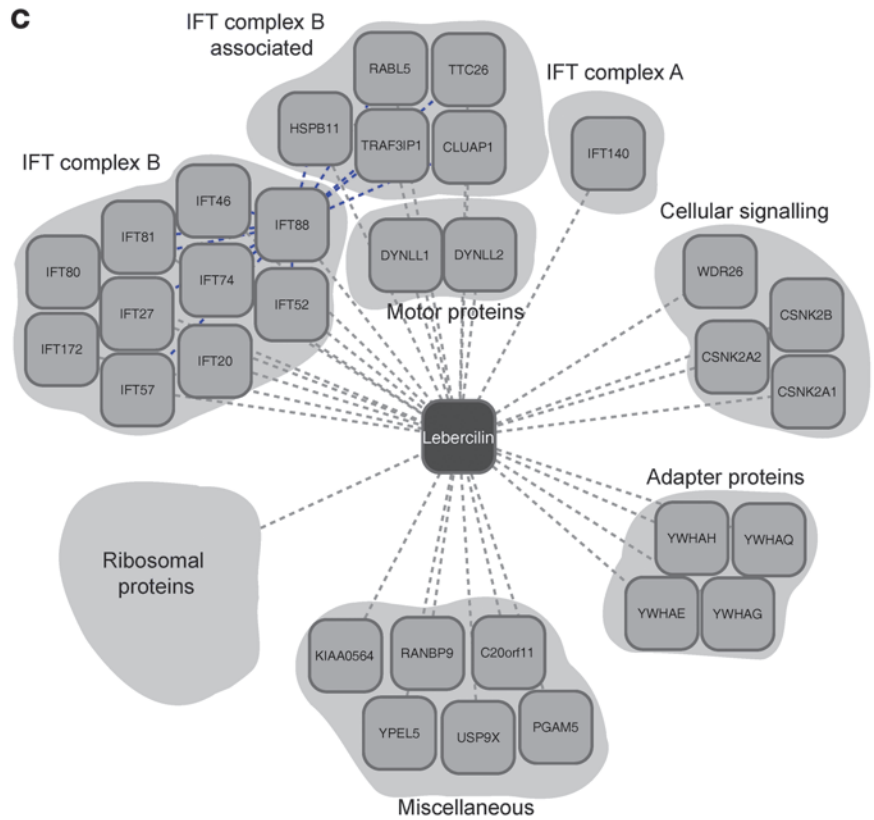 C
IFT complex B
associated
RABL5
TTC26
IFT complex A
HSPB11
TRAF3IP1
CLUAP1
IFT140
IFT complex B
IFT46
IFT88
IFT81
IFT80
IFT74
IFT27
IFT52
IFT172
IFT20
IFT57
DYNLL1
DYNLL2
Motor proteins
Cellular signalling
WDR26
CSNK2B
CSNK2A2
CSNK2A1
Lebercilin
Adapter proteins
YWHAH
YWHAQ
YWHAE
YWHAG
Ribosomal
proteins
KIAA0564
RANBP9
C20orf11
YPEL5
USP9X
PGAM5
Miscellaneous